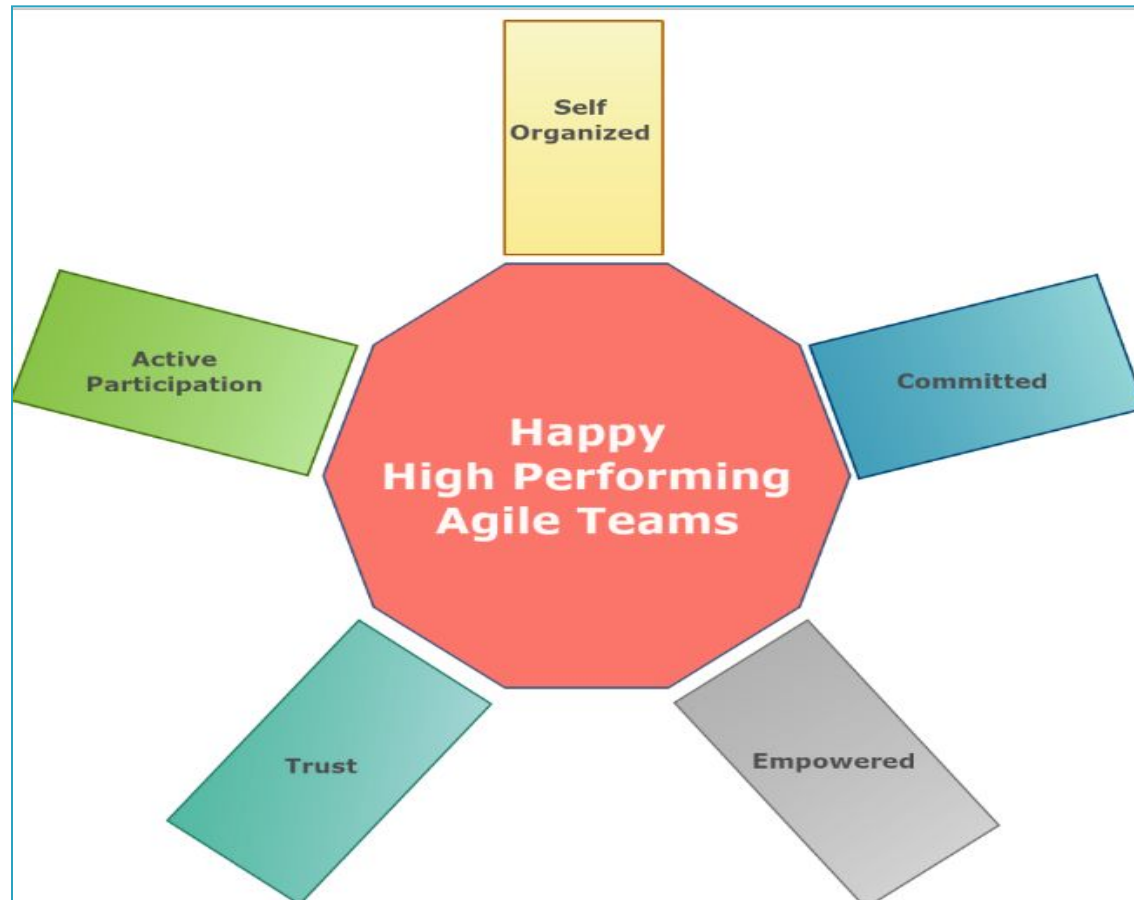 Self
Organized
Active
Participation
Committed
Happy
High Performing
Agile Teams
Trust
Empowered